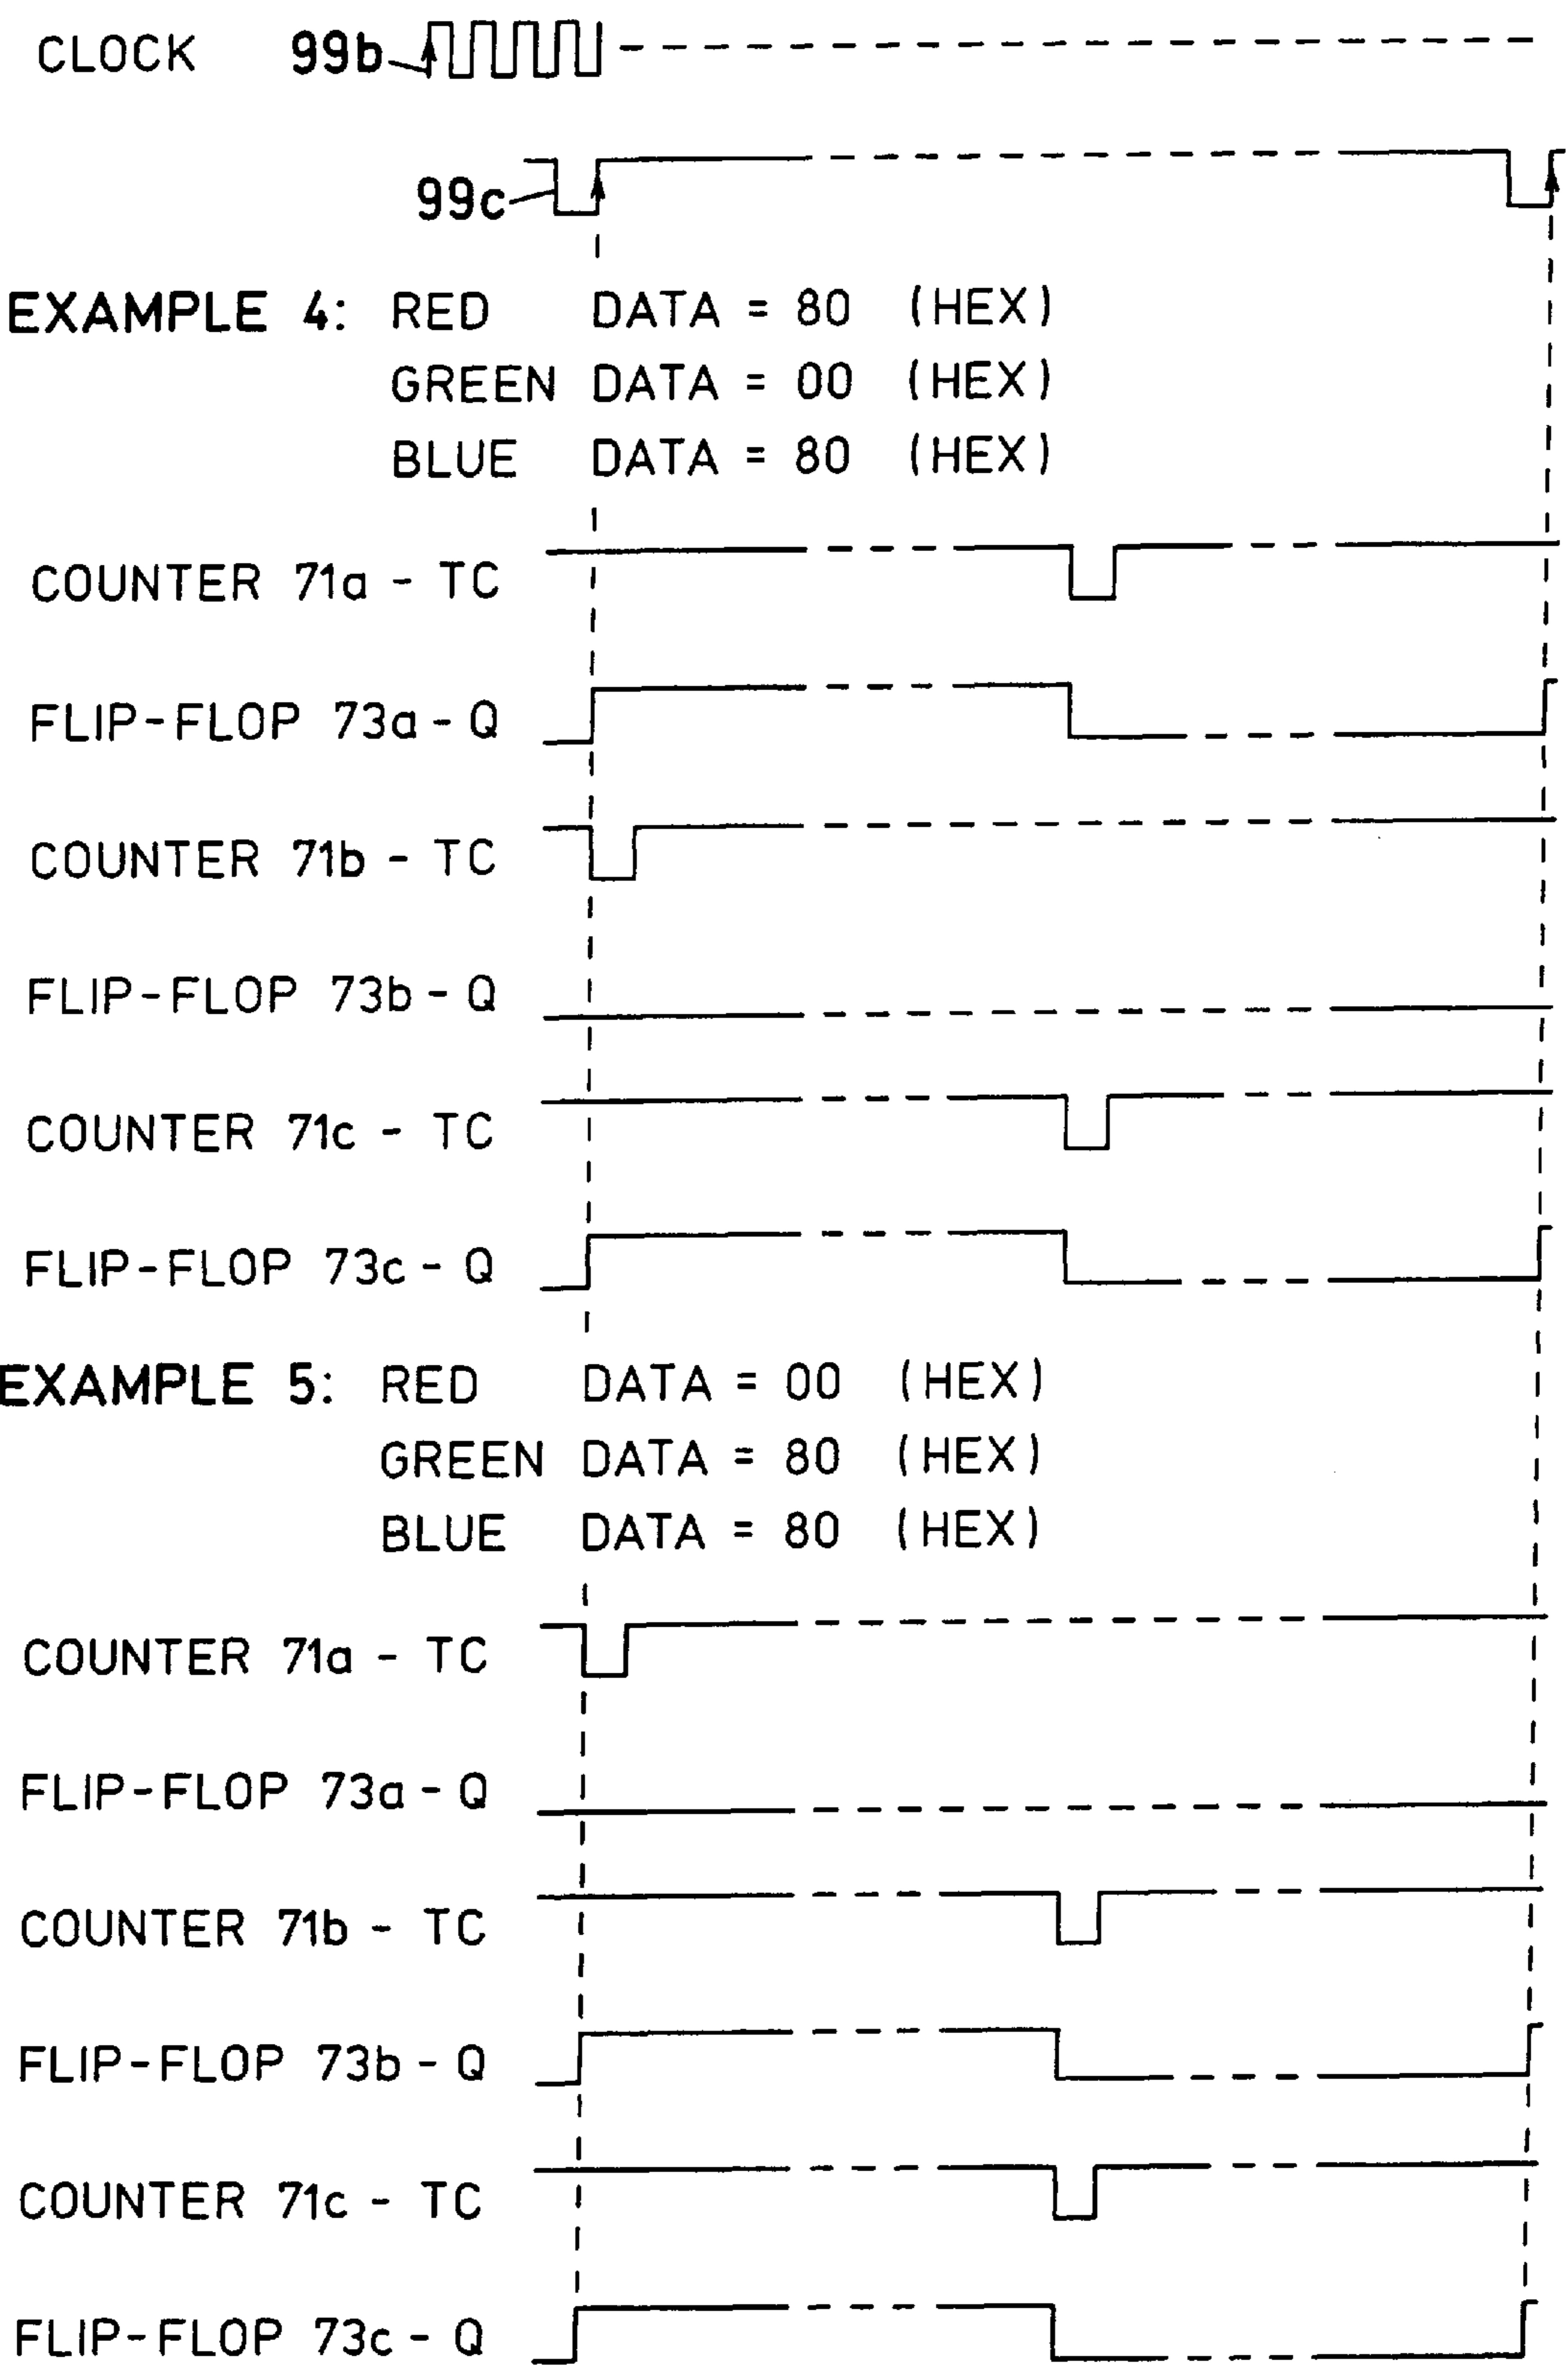 CLOCK 99b
99c
EXAMPLE 4: RED DATA = 80 (HEX)
GREEN DATA = 00 (HEX)
BLUE DATA = 80 (HEX)
COUNTER 71a - TC
FLIP-FLOP 73a - Q
COUNTER 71b - TC
FLIP-FLOP 73b - Q
COUNTER 71c - TC
FLIP-FLOP 73c - Q
EXAMPLE 5: RED DATA = 00 (HEX)
GREEN DATA = 80 (HEX)
BLUE DATA = 80 (HEX)
COUNTER 71a - TC
FLIP-FLOP 73a - Q
COUNTER 71b - TC
FLIP-FLOP 73b - Q
COUNTER 71c - TC
FLIP-FLOP 73c - Q